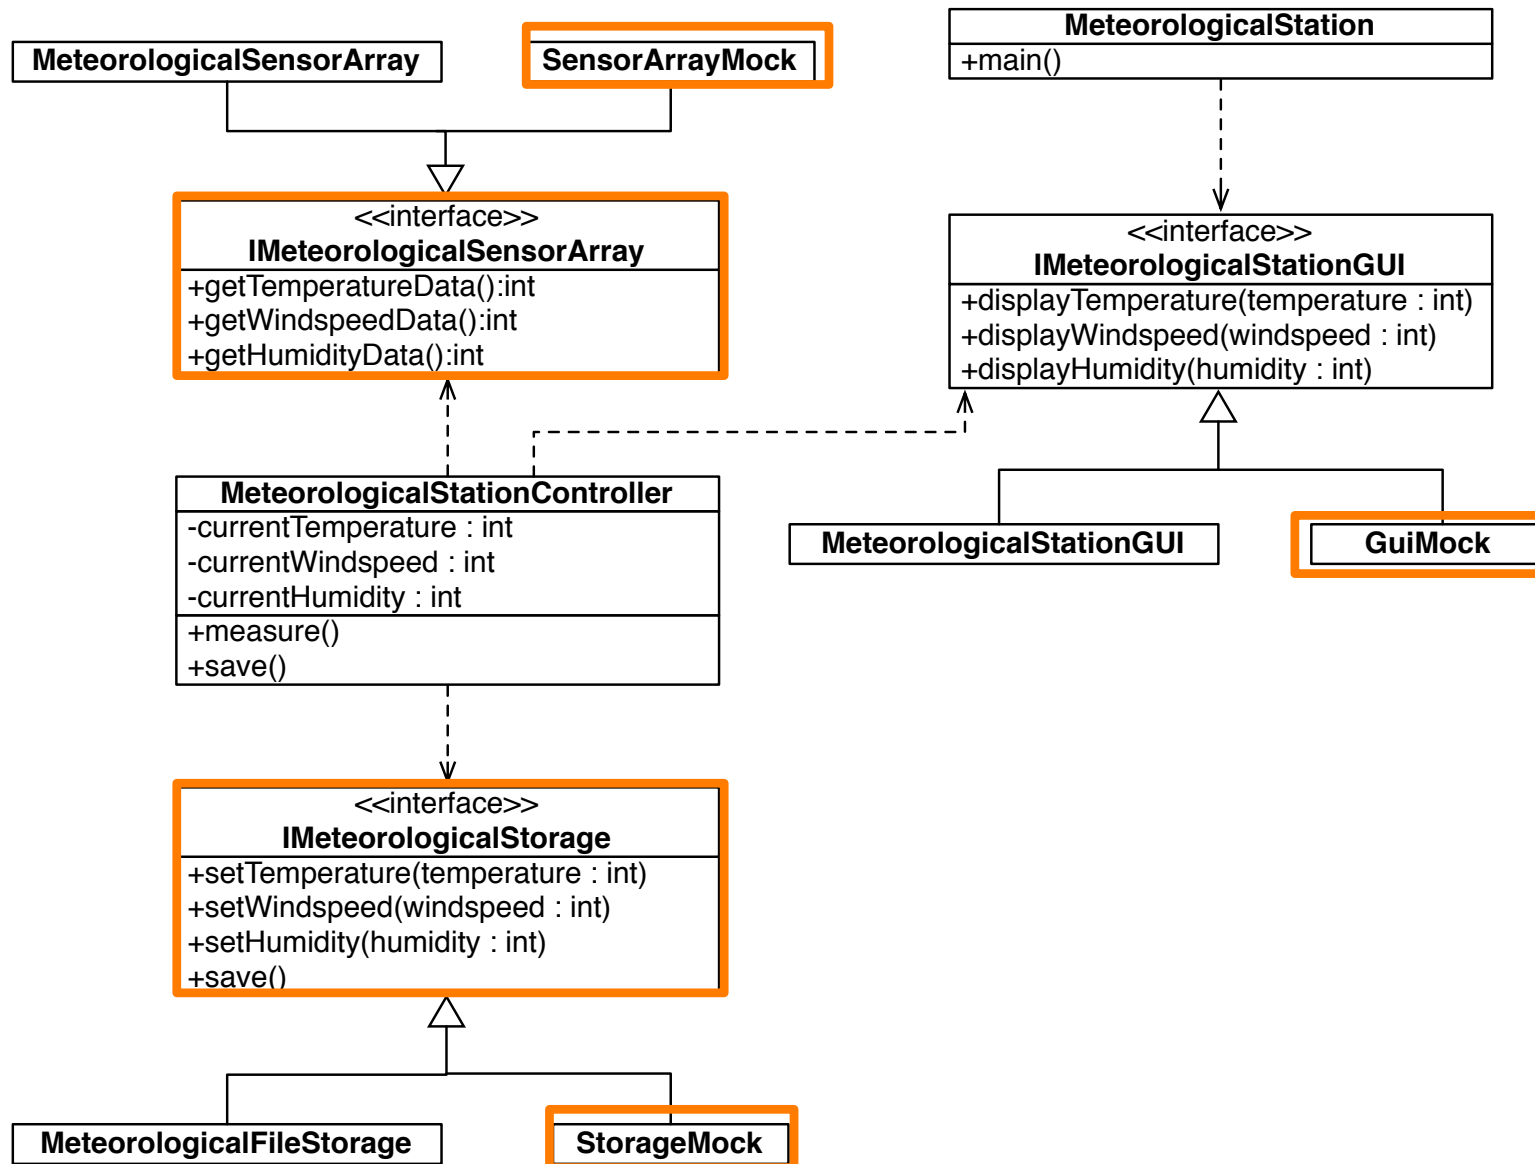 MeteorologicalSensorArray
SensorArrayMock
MeteorologicalStation
+main()
<<interface>>
IMeteorologicalSensorArray
+getTemperatureData():int
+getWindspeedData():int
+getHumidityData():int
<<interface>>
IMeteorologicalStationGUI
+displayTemperature(temperature : int)
+displayWindspeed(windspeed : int)
+displayHumidity(humidity : int)
MeteorologicalStationController
-currentTemperature : int
-currentWindspeed : int
-currentHumidity : int
+measure()
+save()
MeteorologicalStationGUI
GuiMock
<<interface>>
IMeteorologicalStorage
+setTemperature(temperature : int)
+setWindspeed(windspeed : int)
+setHumidity(humidity : int)
+save()
MeteorologicalFileStorage
StorageMock